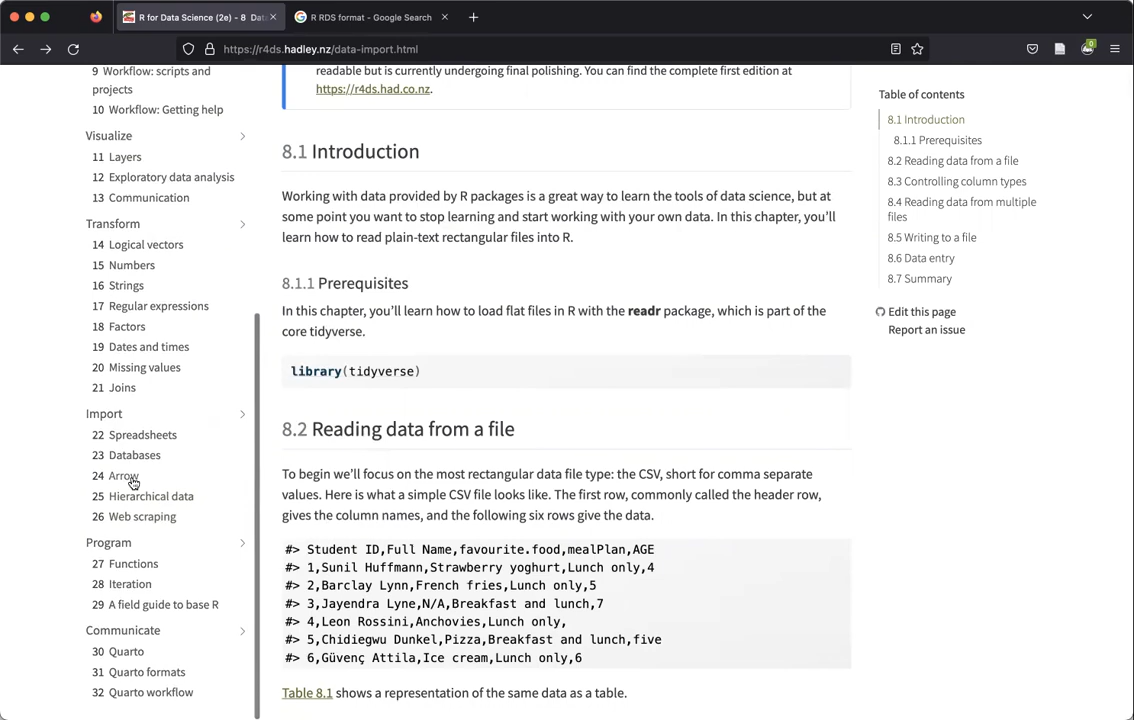 R for Data Science (2e) - 8 Dat
R RDS format - Google Search
https://r4ds.hadley.nz/data-import.html
0
9 Workflow: scripts and
projects
10 Workflow: Getting help
Visualize
11 Layers
12 Exploratory data analysis
13 Communication
Transform
14 Logical vectors
15 Numbers
16 Strings
17 Regular expressions
18 Factors
19 Dates and times
20 Missing values
21 Joins
Import
22 Spreadsheets
23 Databases
24 Arrow
25 Hierarchical data
26 Web scraping
Program
27 Functions
28 Iteration
29 A field guide to base R
Communicate
30 Quarto
31 Quarto formats
32 Quarto workflow
readable but is currently undergoing final polishing. You can find the complete first edition at
https://r4ds.had.co.nz.
8.1 Introduction
Working with data provided by R packages is a great way to learn the tools of data science, but at
some point you want to stop learning and start working with your own data. In this chapter, you'll
learn how to read plain-text rectangular files into R.
8.1.1 Prerequisites
In this chapter, you'll learn how to load flat files in R with the readr package, which is part of the
core tidyverse.
library(tidyverse)
8.2 Reading data from a file
To begin we'll focus on the most rectangular data file type: the CSV, short for comma separate
values. Here is what a simple CSV file looks like. The first row, commonly called the header row,
gives the column names, and the following six rows give the data.
#> Student ID,Full Name,favourite.food,mealPlan,AGE
#> 1,Sunil Huffmann,Strawberry yoghurt,Lunch only,4
#> 2,Barclay Lynn,French fries,Lunch only,5
#> 3,Jayendra Lyne,N/A,Breakfast and lunch,7
#> 4,Leon Rossini,Anchovies,Lunch only,
#> 5,Chidiegwu Dunkel,Pizza,Breakfast and lunch,five
#> 6,Güvenç Attila,Ice cream,Lunch only,6
Table 8.1 shows a representation of the same data as a table.
Table of contents
8.1 Introduction
8.1.1 Prerequisites
8.2 Reading data from a file
8.3 Controlling column types
8.4 Reading data from multiple
files
8.5 Writing to a file
8.6 Data entry
8.7 Summary
Edit this page
Report an issue